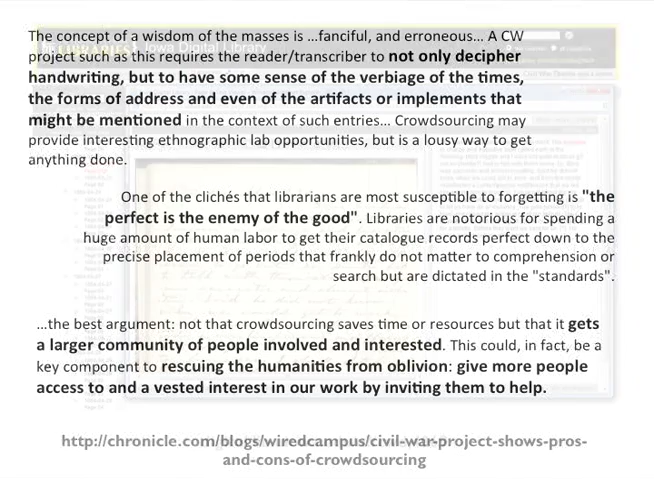 The concept of a wisdom of the masses is ...fanciful, and erroneous... A CW
project such as this requires the reader/transcriber to not only decipher
handwriting, but to have some sense of the verbiage of the times,
the forms of address and even of the artifacts or implements that
might be mentioned in the context of such entries... Crowdsourcing may
provide interesting ethnographic lab opportunities, but is a lousy way to get
anything done.
One of the clichés that librarians are most susceptible to forgetting is "the
perfect is the enemy of the good". Libraries are notorious for spending a
huge amount of human labor to get their catalogue records perfect down to the
precise placement of periods that frankly do not matter to comprehension or
search but are dictated in the "standards".
...the best argument: not that crowdsourcing saves time or resources but that it gets
a larger community of people involved and interested. This could, in fact, be a
key component to rescuing the humanities from oblivion: give more people
access to and a vested interest in our work by inviting them to help.
http://chronicle.com/blogs/wiredcampus/civil-war-project-shows-pros-
and-cons-of-crowdsourcing